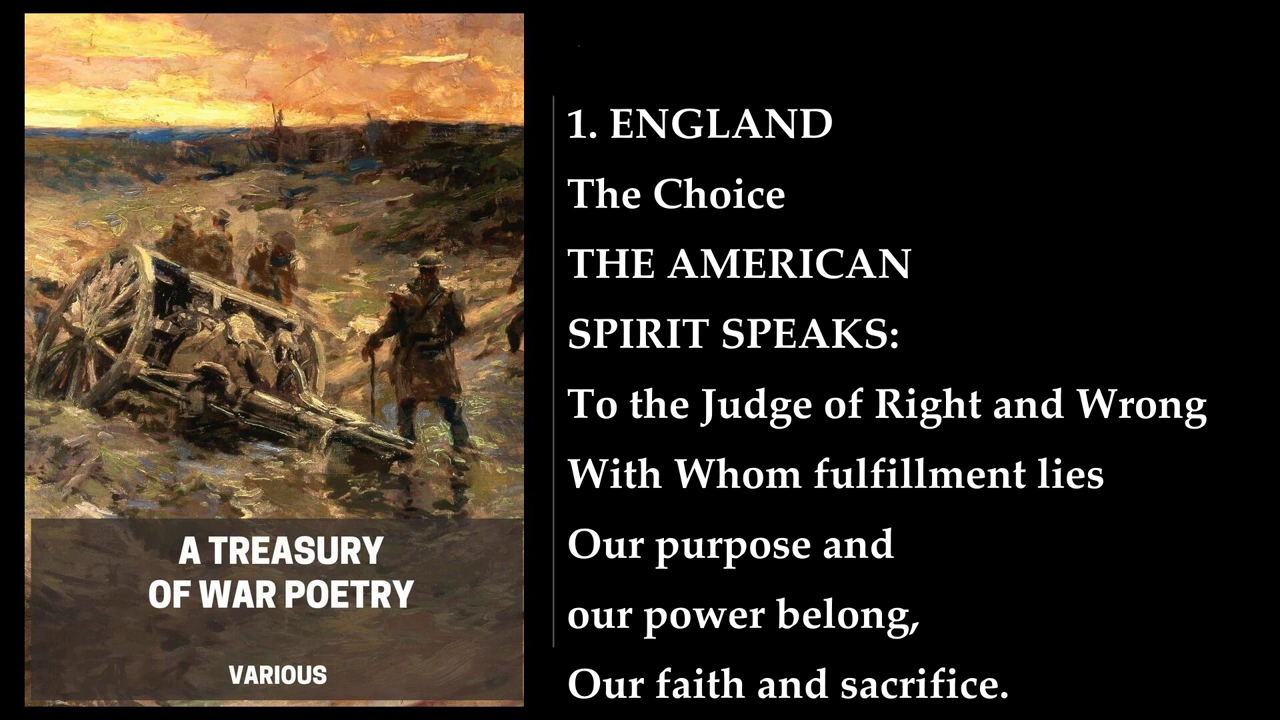 A TREASURY
OF WAR POETRY
VARIOUS
1. ENGLAND
The Choice
THE AMERICAN
SPIRIT SPEAKS:
To the Judge of Right and Wrong
With Whom fulfillment lies
Our purpose and
our power belong,
Our faith and sacrifice.